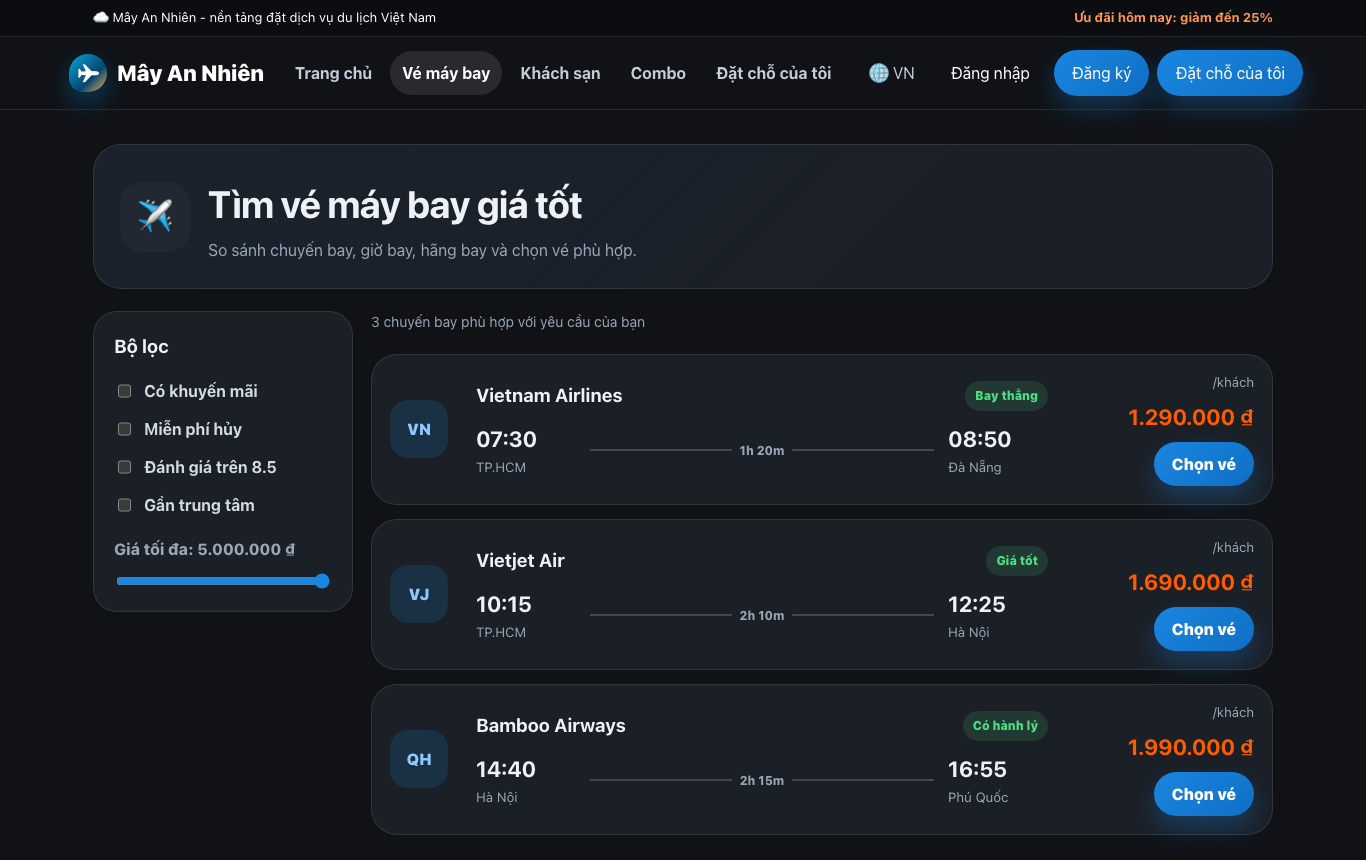 Mây An Nhiên - nền tảng đặt dịch vụ du lịch Việt Nam
Ưu đãi hôm nay: giảm đến 25%
Mây An Nhiên
Trang chủ
Vé máy bay
Khách sạn
Combo
Đặt chỗ của tôi
VN
Đăng nhập
Đăng ký
Đặt chỗ của tôi
Tìm vé máy bay giá tốt
So sánh chuyến bay, giờ bay, hãng bay và chọn vé phù hợp.
Bộ lọc
Có khuyến mãi
Miễn phí hủy
Đánh giá trên 8.5
Gần trung tâm
Giá tối đa: 5.000.000 ₫
3 chuyến bay phù hợp với yêu cầu của bạn
VN
Vietnam Airlines
Bay thẳng
07:30
TP.HCM
1h 20m
08:50
Đà Nẵng
/khách
1.290.000 ₫
Chọn vé
VJ
Vietjet Air
Giá tốt
10:15
TP.HCM
2h 10m
12:25
Hà Nội
/khách
1.690.000 ₫
Chọn vé
QH
Bamboo Airways
Có hành lý
14:40
Hà Nội
2h 15m
16:55
Phú Quốc
/khách
1.990.000 ₫
Chọn vé